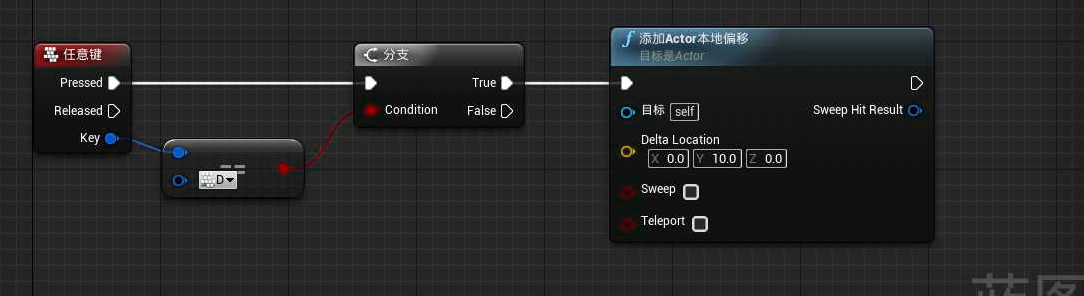 任意键
Pressed
Released
Key
==
D
分支
True
Condition
False
f 添加Actor本地偏移
目标是Actor
目标 self
Sweep Hit Result
Delta Location
X 0.0 Y 10.0 Z 0.0
Sweep
Teleport
蓝图